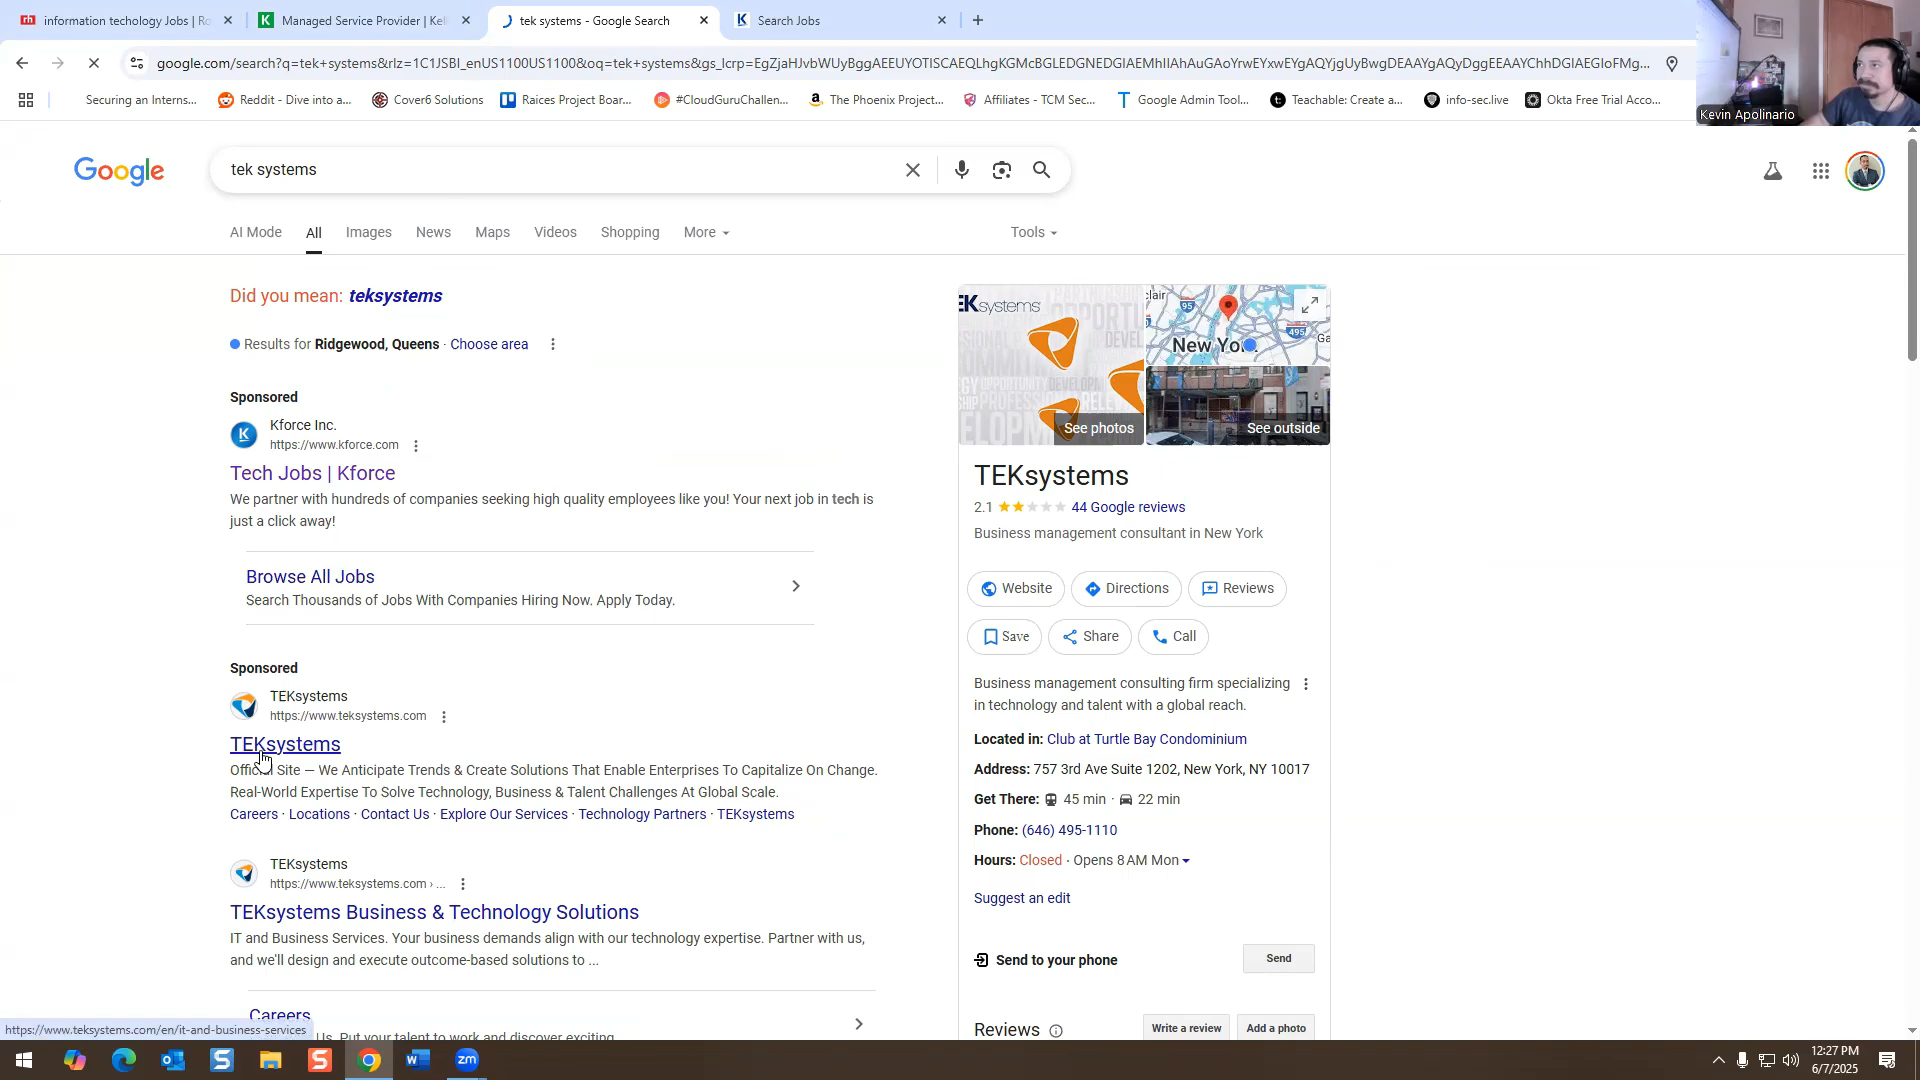 information techology Jobs | Ro
Managed Service Provider | Kel
tek systems - Google Search
Search Jobs
google.com/search?q=tek+systems&rlz=1C1JSBI_enUS1100US1100&oq=tek+systems&gs_lcrp=
Securing an Interns...
Reddit - Dive into a...
Cover6 Solutions
Raices Project Boar...
#CloudGuruChallen...
The Phoenix Project...
Affiliates - TCM Sec...
Google Admin Tool...
Teachable: Create a...
info-sec.live
Okta Free Trial Acco...
Kevin Apolinario
Google
tek systems
AI Mode
All
Images
News
Maps
Videos
Shopping
More
Tools
Did you mean: teksystems
Results for Ridgewood, Queens · Choose area
Sponsored
Kforce Inc.
https://www.kforce.com
Tech Jobs | Kforce
We partner with hundreds of companies seeking high quality employees like you! Your next job in tech is
just a click away!
Browse All Jobs
Search Thousands of Jobs With Companies Hiring Now. Apply Today.
Sponsored
TEKsystems
https://www.teksystems.com
TEKsystems
Official Site — We Anticipate Trends & Create Solutions That Enable Enterprises To Capitalize On Change.
Real-World Expertise To Solve Technology, Business & Talent Challenges At Global Scale.
Careers · Locations · Contact Us · Explore Our Services · Technology Partners · TEKsystems
TEKsystems
https://www.teksystems.com › ...
TEKsystems Business & Technology Solutions
IT and Business Services. Your business demands align with our technology expertise. Partner with us,
and we'll design and execute outcome-based solutions to ...
Careers
Us. Put your talent to work and discover exciting
https://www.teksystems.com/en/it-and-business-services
EKsystems
See photos
New Yo
95
495
See outside
TEKsystems
2.1
44 Google reviews
Business management consultant in New York
Website
Directions
Reviews
Save
Share
Call
Business management consulting firm specializing
in technology and talent with a global reach.
Located in: Club at Turtle Bay Condominium
Address: 757 3rd Ave Suite 1202, New York, NY 10017
Get There: 45 min · 22 min
Phone: (646) 495-1110
Hours: Closed · Opens 8 AM Mon
Suggest an edit
Send to your phone
Send
Reviews
Write a review
Add a photo
12:27 PM
6/7/2025